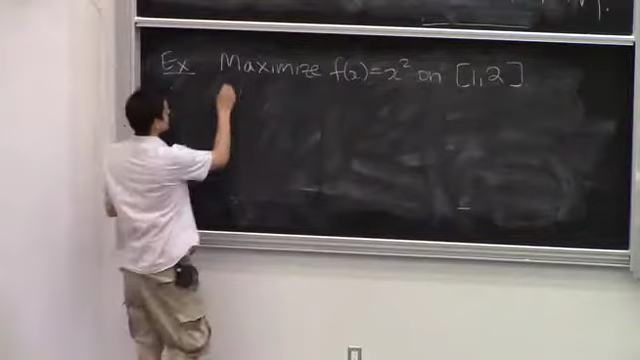 Ex Maximize f(x)=x² on [1,2]